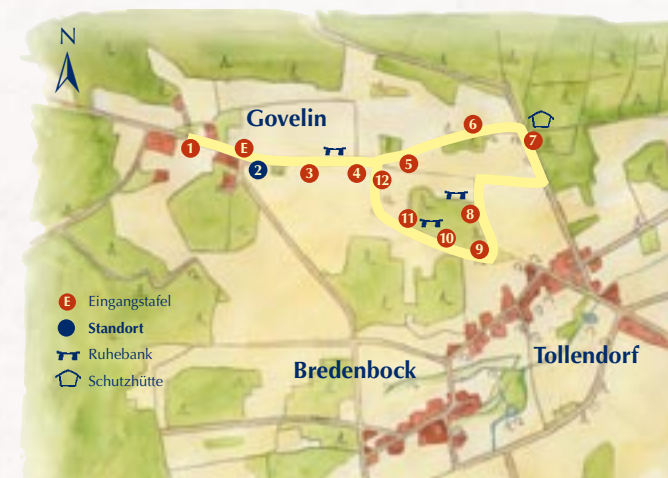 N
Govelin
6
7
1
E
2
3
4
5
12
11
8
10
9
E Eingangstafel
Standort
Ruhebank
Schutzhütte
Bredenbock
Tollendorf